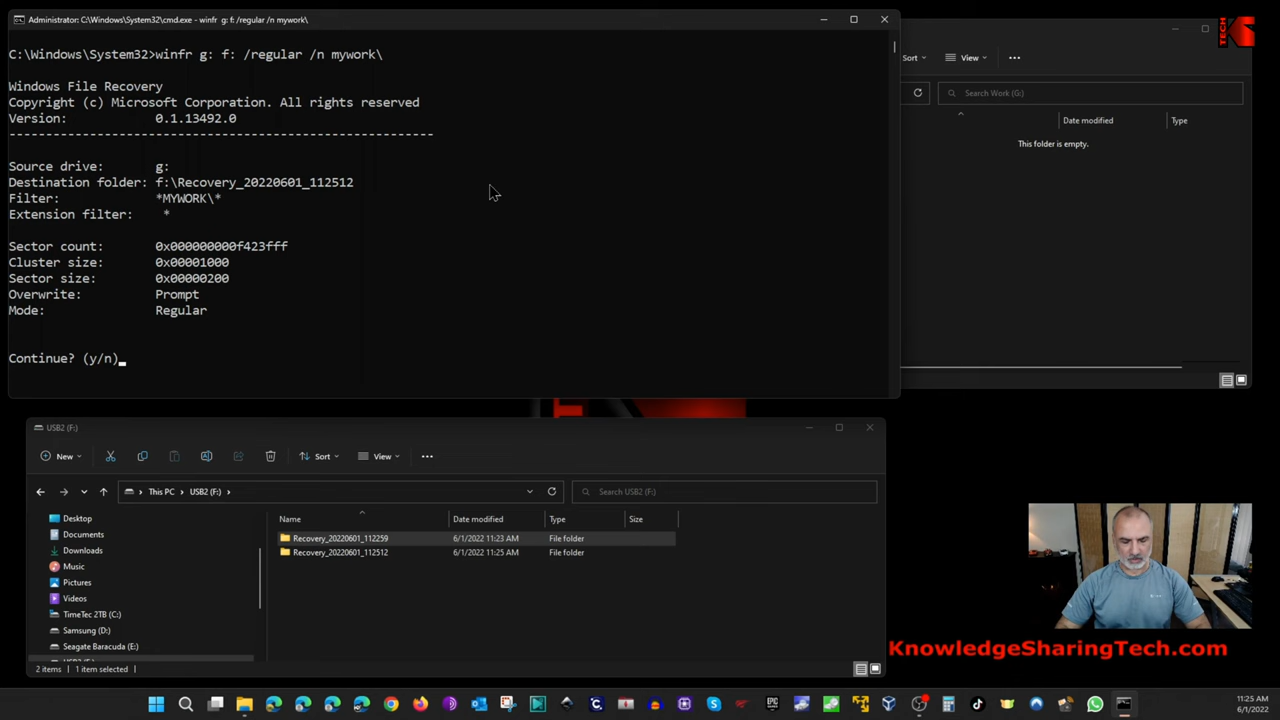 Administrator: C:\Windows\System32\cmd.exe - winfr  g: f: /regular /n mywork\
C:\Windows\System32>winfr g: f: /regular /n mywork\
Windows File Recovery
Copyright (c) Microsoft Corporation. All rights reserved
Version: 0.1.13492.0
----------------------------------------------------------
Source drive: g:
Destination folder: f:\Recovery_20220601_112512
Filter: *MYWORK\*
Extension filter: *
Sector count: 0x000000000f423fff
Cluster size: 0x00001000
Sector size: 0x00000200
Overwrite: Prompt
Mode: Regular
Continue? (y/n)
TECH
Sort View
Search Work (G:)
Date modified Type
This folder is empty.
USB2 (F:)
New Sort View
This PC USB2 (F:) Search USB2 (F:)
Name Date modified Type Size
Desktop
Documents
Downloads
Music
Pictures
Videos
TimeTec 2TB (C:)
Samsung (D:)
Seagate Baracuda (E:)
Recovery_20220601_112259 6/1/2022 11:23 AM File folder
Recovery_20220601_112512 6/1/2022 11:25 AM File folder
2 items 1 item selected
KnowledgeSharingTech.com
11:25 AM
6/1/2022